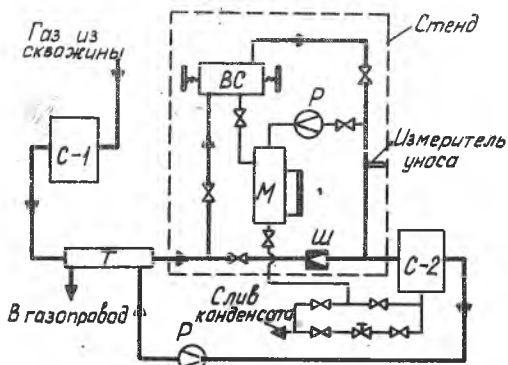 Газ из
скважины
Стенд
ВС
Р
Измеритель
уноса
С-1
М
Ш
Т
С-2
В газопровод
Слив
конденсата
Р